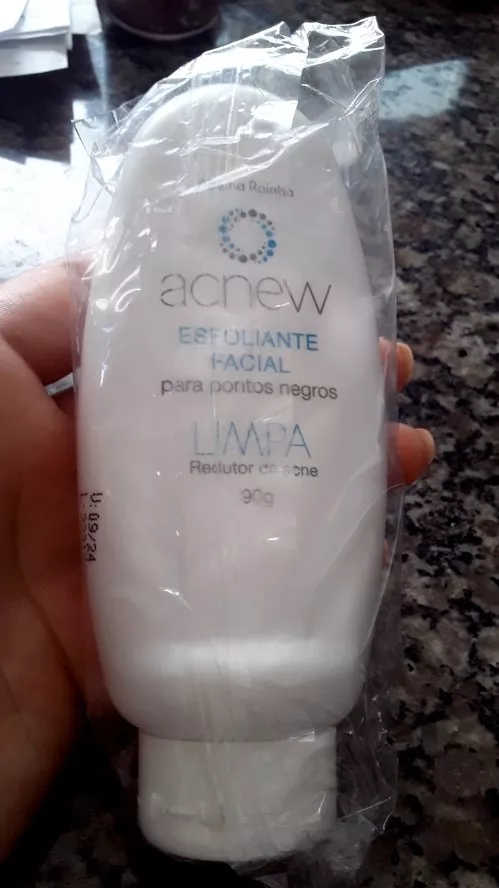 acnew
ESFOLIANTE
FACIAL
para pontos negros
LIMPA
Redutor de acne
90g
V: 09/24